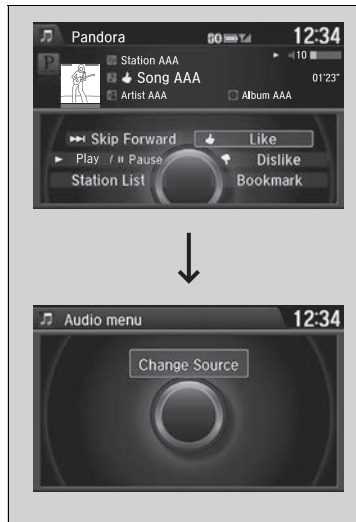 Pandora 12:34
P Station AAA 10
Song AAA 01'23"
Artist AAA Album AAA
Skip Forward Like
Play / Pause Dislike
Station List Bookmark
Audio menu 12:34
Change Source